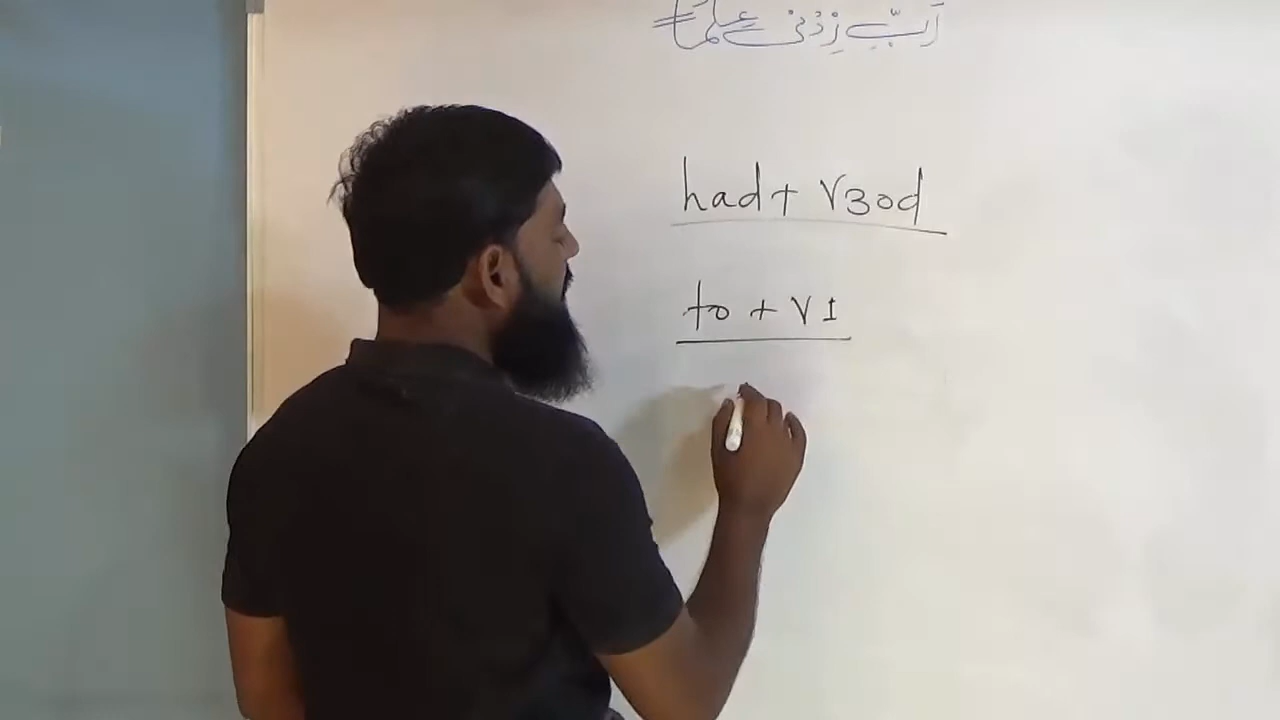 رَبِّ زِدْنِي عِلْمًا
had + V3od
to + V1